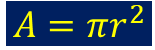 A = πr²